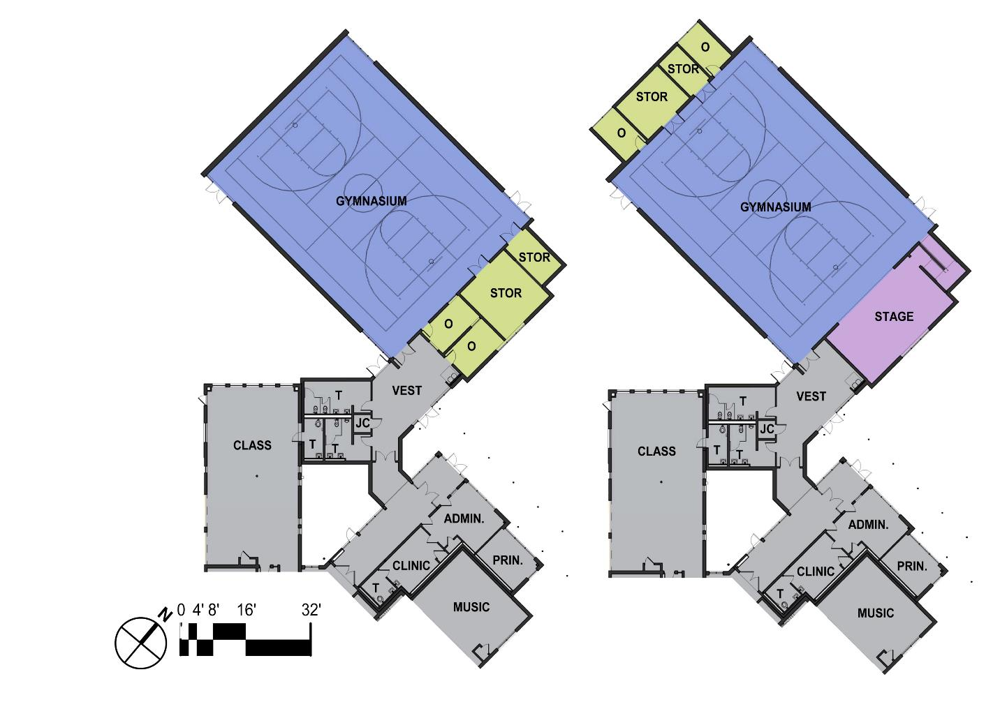 GYMNASIUM
STOR
STOR
O
O
VEST
T
JC
T
T
CLASS
ADMIN.
PRIN.
CLINIC
T
MUSIC
O
STOR
STOR
O
GYMNASIUM
STAGE
VEST
T
JC
T
T
CLASS
ADMIN.
PRIN.
CLINIC
T
MUSIC
N
0 4' 8' 16' 32'